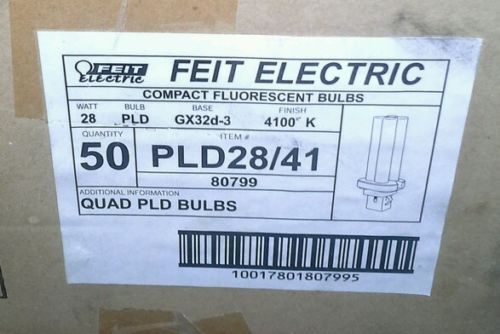 FEIT electric FEIT ELECTRIC
COMPACT FLUORESCENT BULBS
WATT BULB BASE FINISH
28 PLD GX32d-3 4100° K
QUANTITY ITEM #
50 PLD28/41
80799
ADDITIONAL INFORMATION
QUAD PLD BULBS
10017801807995